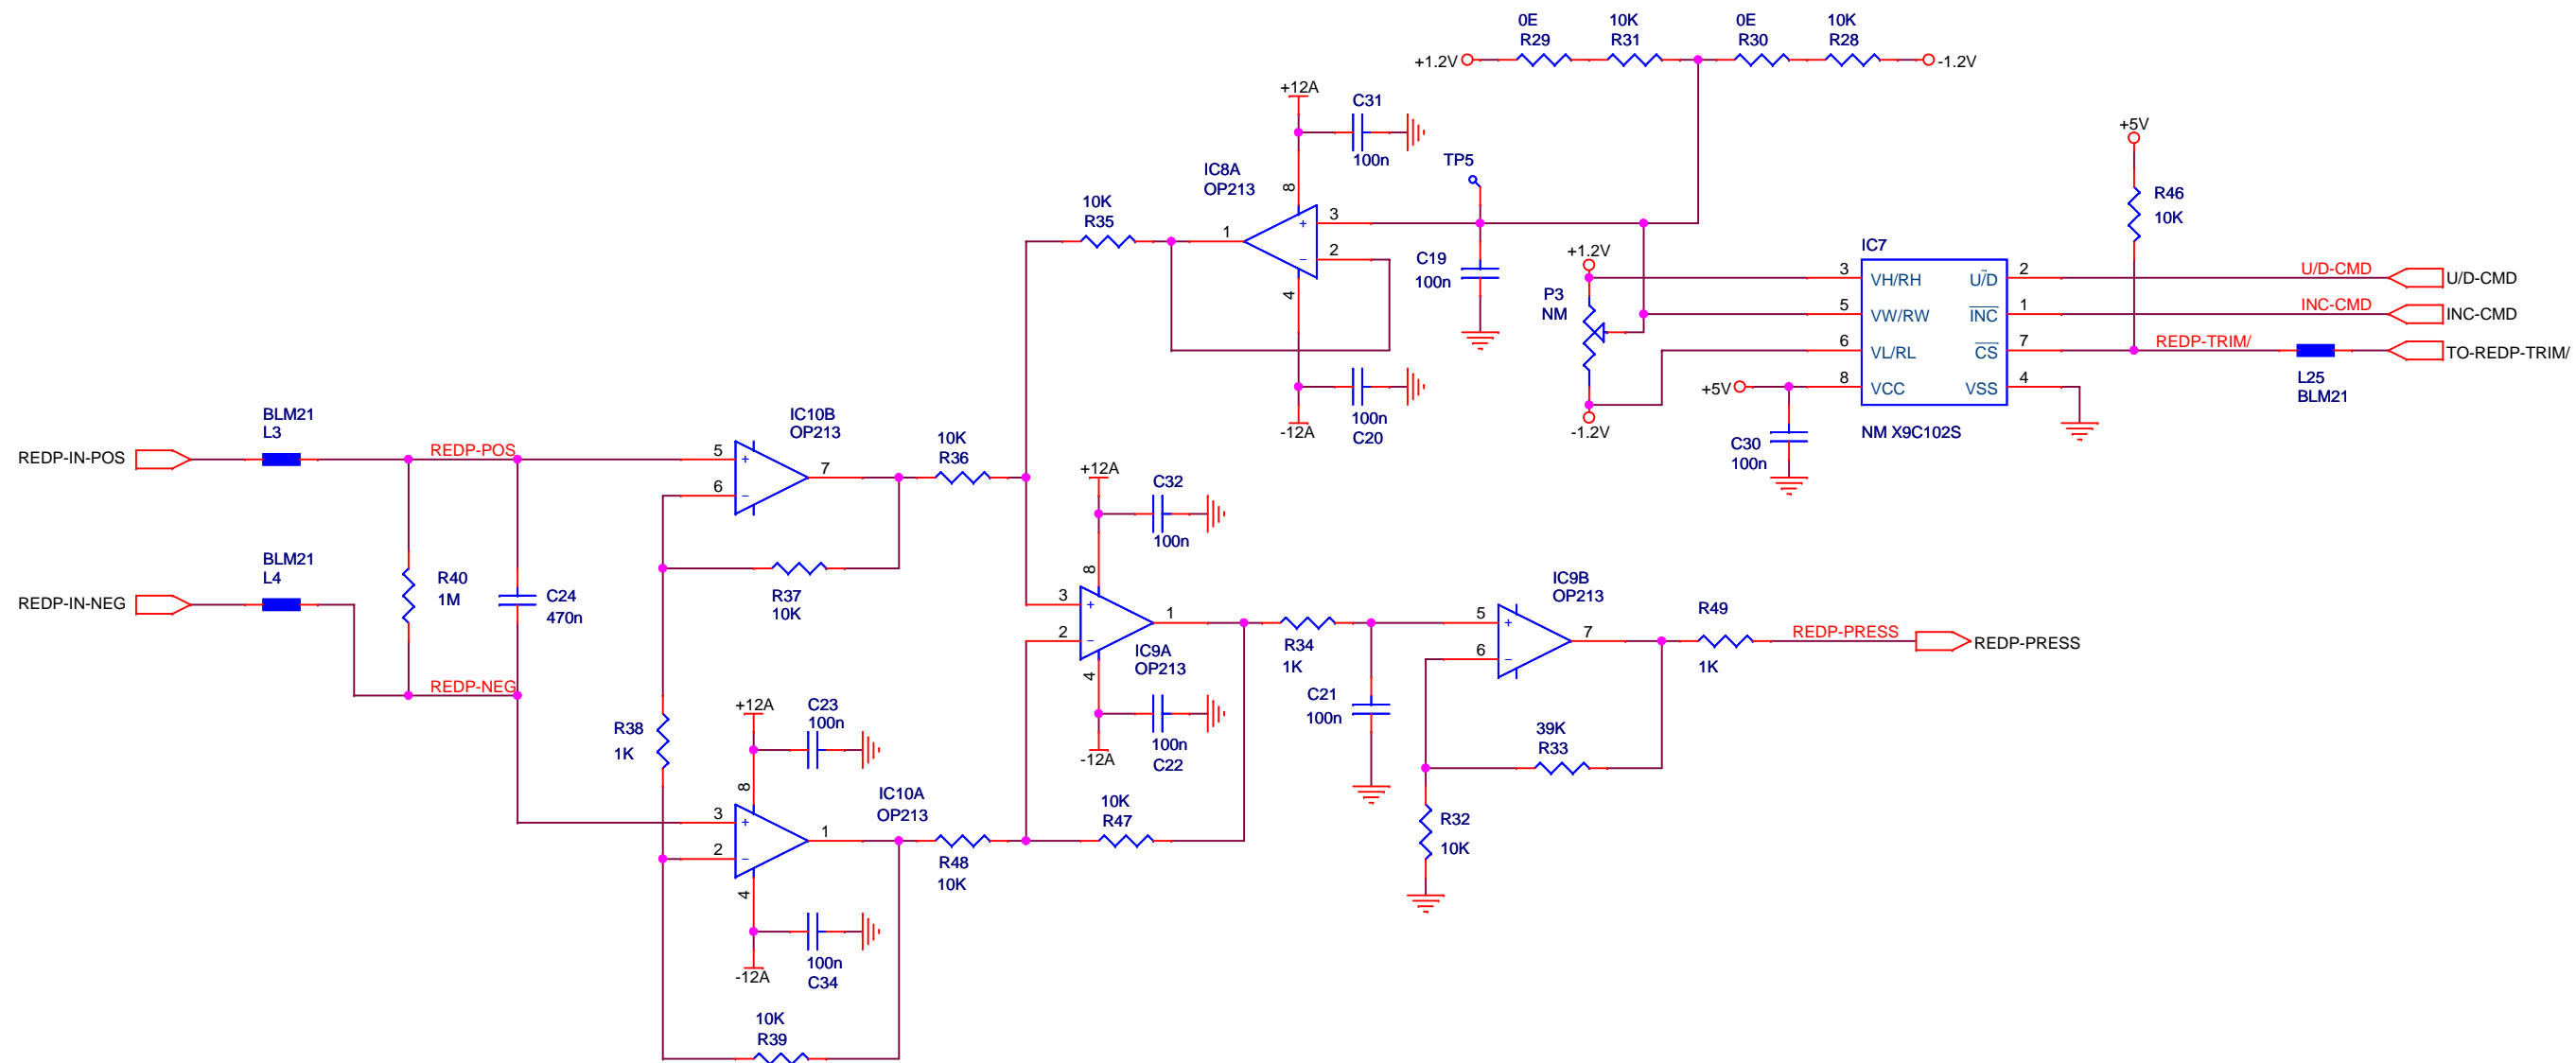 0E
R29
10K
R31
0E
R30
10K
R28
+1.2V
-1.2V
+12A
C31
100n
IC8A
OP213
8
3
2
1
4
+
−
10K
R35
TP5
C19
100n
100n
C20
-12A
+1.2V
P3
NM
-1.2V
+5V
R46
10K
IC7
3 VH/RH U/D 2
5 VW/RW INC 1
6 VL/RL CS 7
8 VCC VSS 4
NM X9C102S
U/D-CMD
U/D-CMD
INC-CMD
INC-CMD
REDP-TRIM/
TO-REDP-TRIM/
L25
BLM21
+5V
C30
100n
BLM21
L3
REDP-IN-POS
REDP-POS
BLM21
L4
REDP-IN-NEG
REDP-NEG
R40
1M
C24
470n
IC10B
OP213
5
6
7
+
−
10K
R36
R37
10K
R38
1K
+12A
C23
100n
8
IC10A
OP213
3
2
1
4
+
−
100n
C34
-12A
10K
R39
R48
10K
+12A
C32
100n
8
3
2
1
4
+
−
IC9A
OP213
100n
C22
-12A
10K
R47
R34
1K
C21
100n
IC9B
OP213
5
6
7
+
−
R49
1K
REDP-PRESS
REDP-PRESS
39K
R33
R32
10K